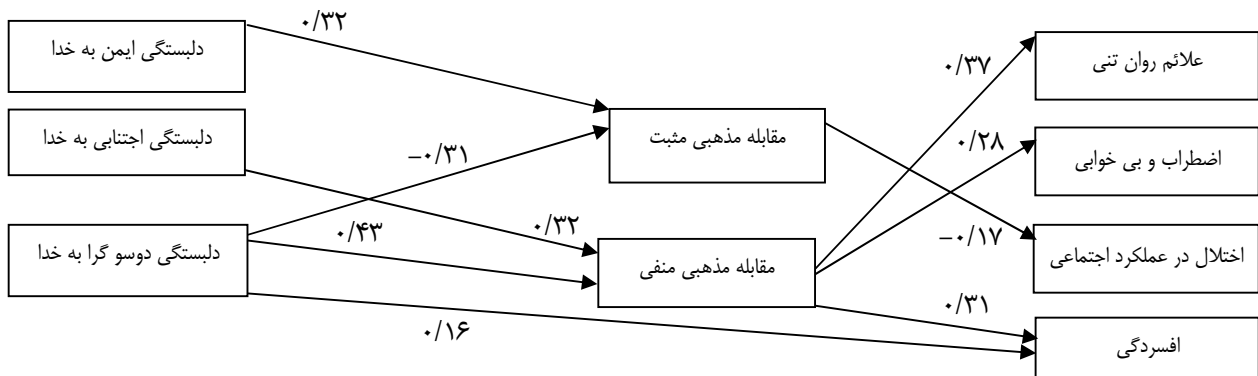 دلبستگی ایمن به خدا
دلبستگی اجتنابی به خدا
دلبستگی دوسو گرا به خدا
۰/۳۲
−۰/۳۱
۰/۴۳
۰/۳۲
۰/۱۶
مقابله مذهبی مثبت
مقابله مذهبی منفی
۰/۳۷
۰/۲۸
−۰/۱۷
۰/۳۱
علائم روان تنی
اضطراب و بی خوابی
اختلال در عملکرد اجتماعی
افسردگی